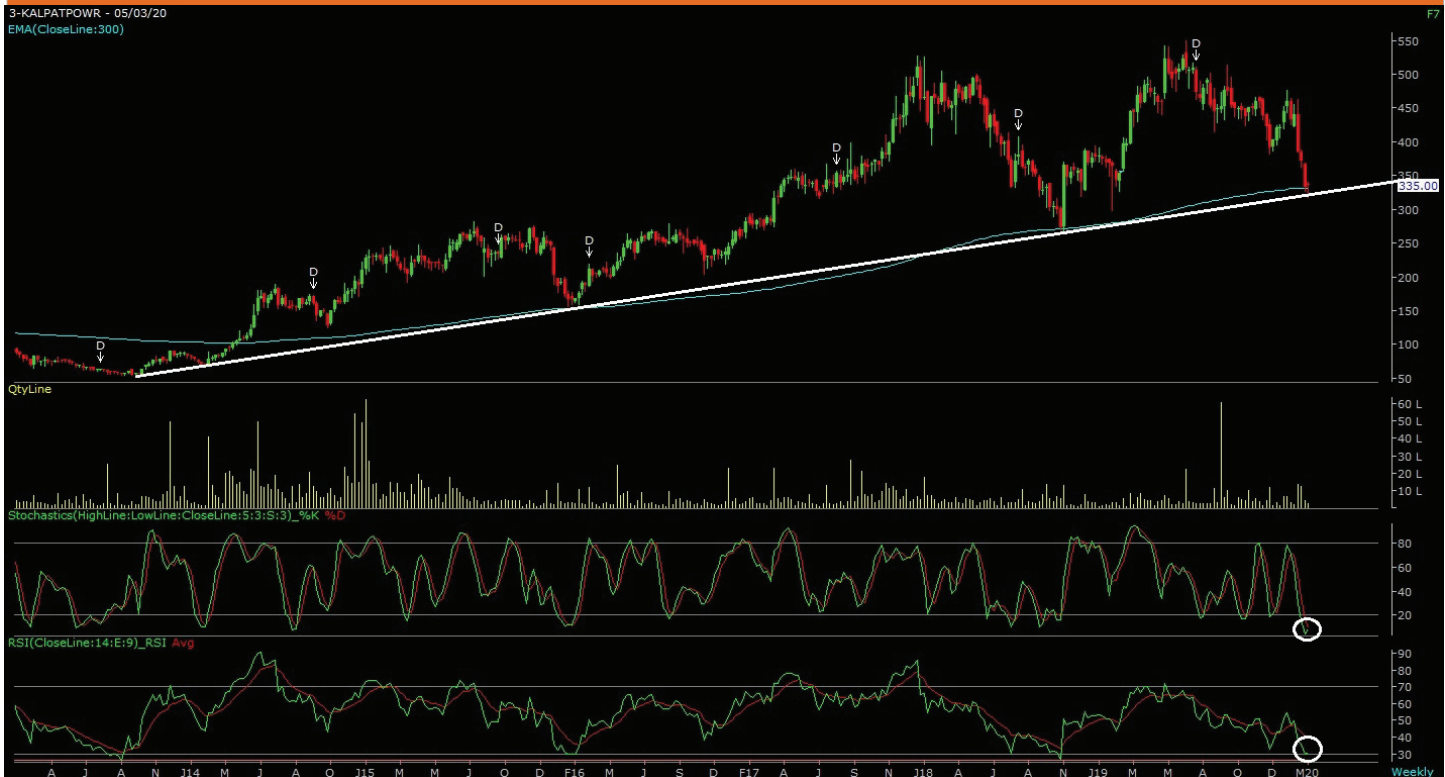 3-KALPATPOWR - 05/03/20
F7
EMA(CloseLine:300)
550
D
500
450
D
400
D
350
335.00
300
D
250
D
200
D
150
100
D
50
QtyLine
60 L
50 L
40 L
30 L
20 L
10 L
Stochastics(HighLine:LowLine:CloseLine:5:3:S:3)_%K %D
80
60
40
20
RSI(CloseLine:14:E:9)_RSI Avg
90
80
70
60
50
40
30
A J A N J14 M J A O J15 M M J O D F16 M J S D F17 A J S N J18 A J A N J19 M M A O D M20 Weekly